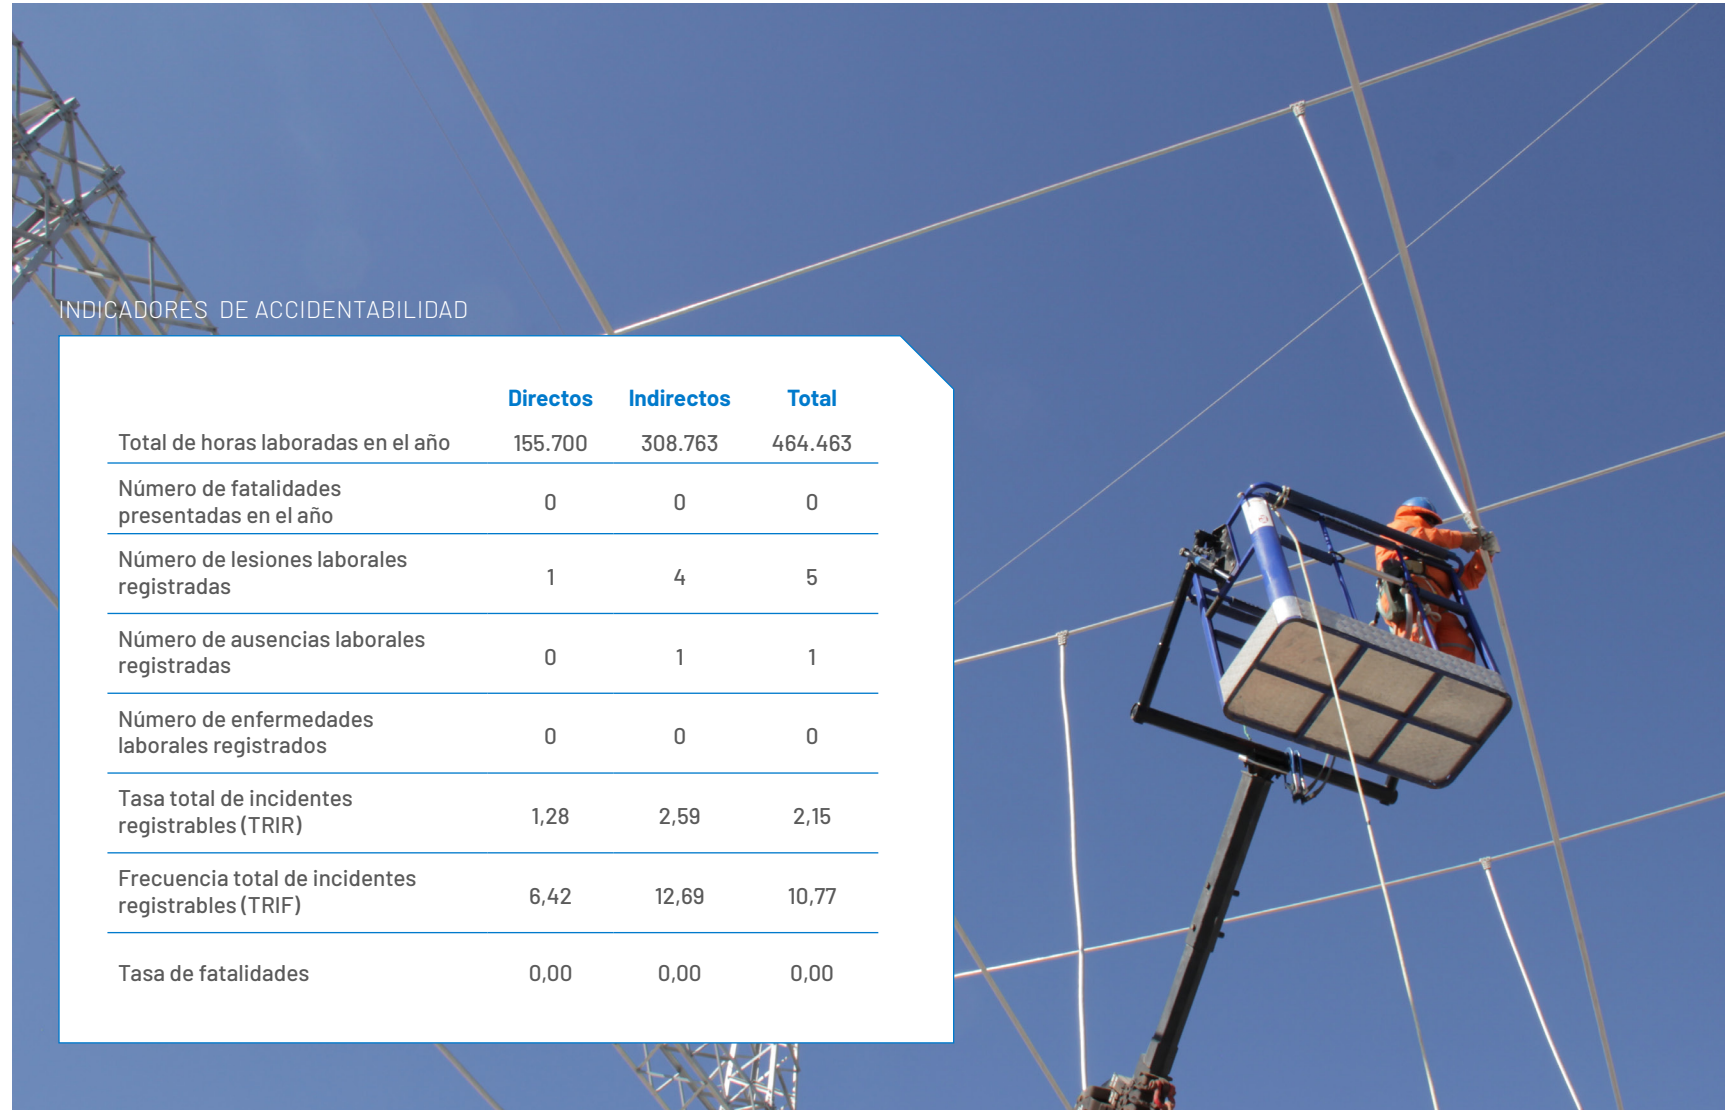 INDICADORES DE ACCIDENTABILIDAD
Directos Indirectos Total
Total de horas laboradas en el año 155.700 308.763 464.463
Número de fatalidades
presentadas en el año 0 0 0
Número de lesiones laborales
registradas 1 4 5
Número de ausencias laborales
registradas 0 1 1
Número de enfermedades
laborales registrados 0 0 0
Tasa total de incidentes
registrables (TRIR) 1,28 2,59 2,15
Frecuencia total de incidentes
registrables (TRIF) 6,42 12,69 10,77
Tasa de fatalidades 0,00 0,00 0,00